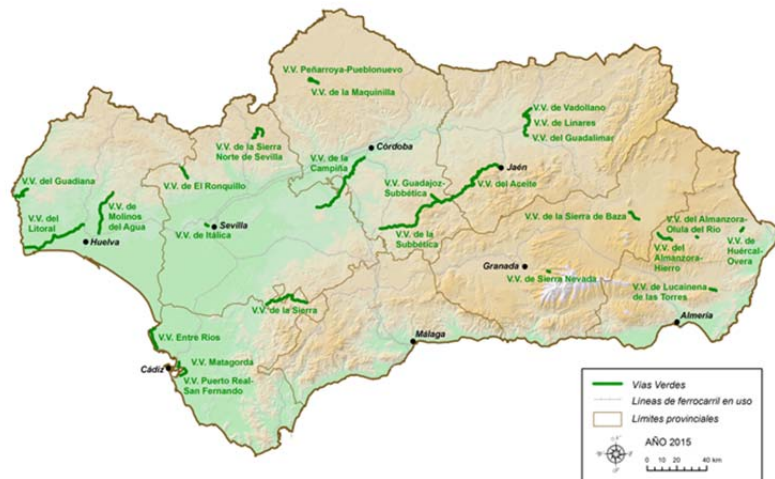 V.V. Peñarroya-Pueblonuevo
V.V. de la Maquinilla
V.V. de Vadollano
V.V. de Linares
V.V. del Guadalimar
V.V. de la Sierra
Norte de Sevilla
Córdoba
V.V. de la
Campiña
Jaén
V.V. del Guadiana
V.V. de El Ronquillo
V.V. Guadajoz-
Subbética
V.V. del Aceite
V.V. del
Litoral
V.V. de
Molinos
del Agua
Huelva
Sevilla
V.V. de Itálica
V.V. de la
Subbética
V.V. de la Sierra de Baza
V.V. del Almanzora-
Olula del Río
V.V. del
Almanzora-
Hierro
V.V. de
Huércal-
Overa
Granada
V.V. de Sierra Nevada
V.V. de Lucainena
de las Torres
V.V. de la Sierra
Almería
V.V. Entre Ríos
Málaga
V.V. Matagorda
Cádiz
V.V. Puerto Real-
San Fernando
Vías Verdes
Líneas de ferrocarril en uso
Límites provinciales
AÑO 2015
0 10 20 40 km